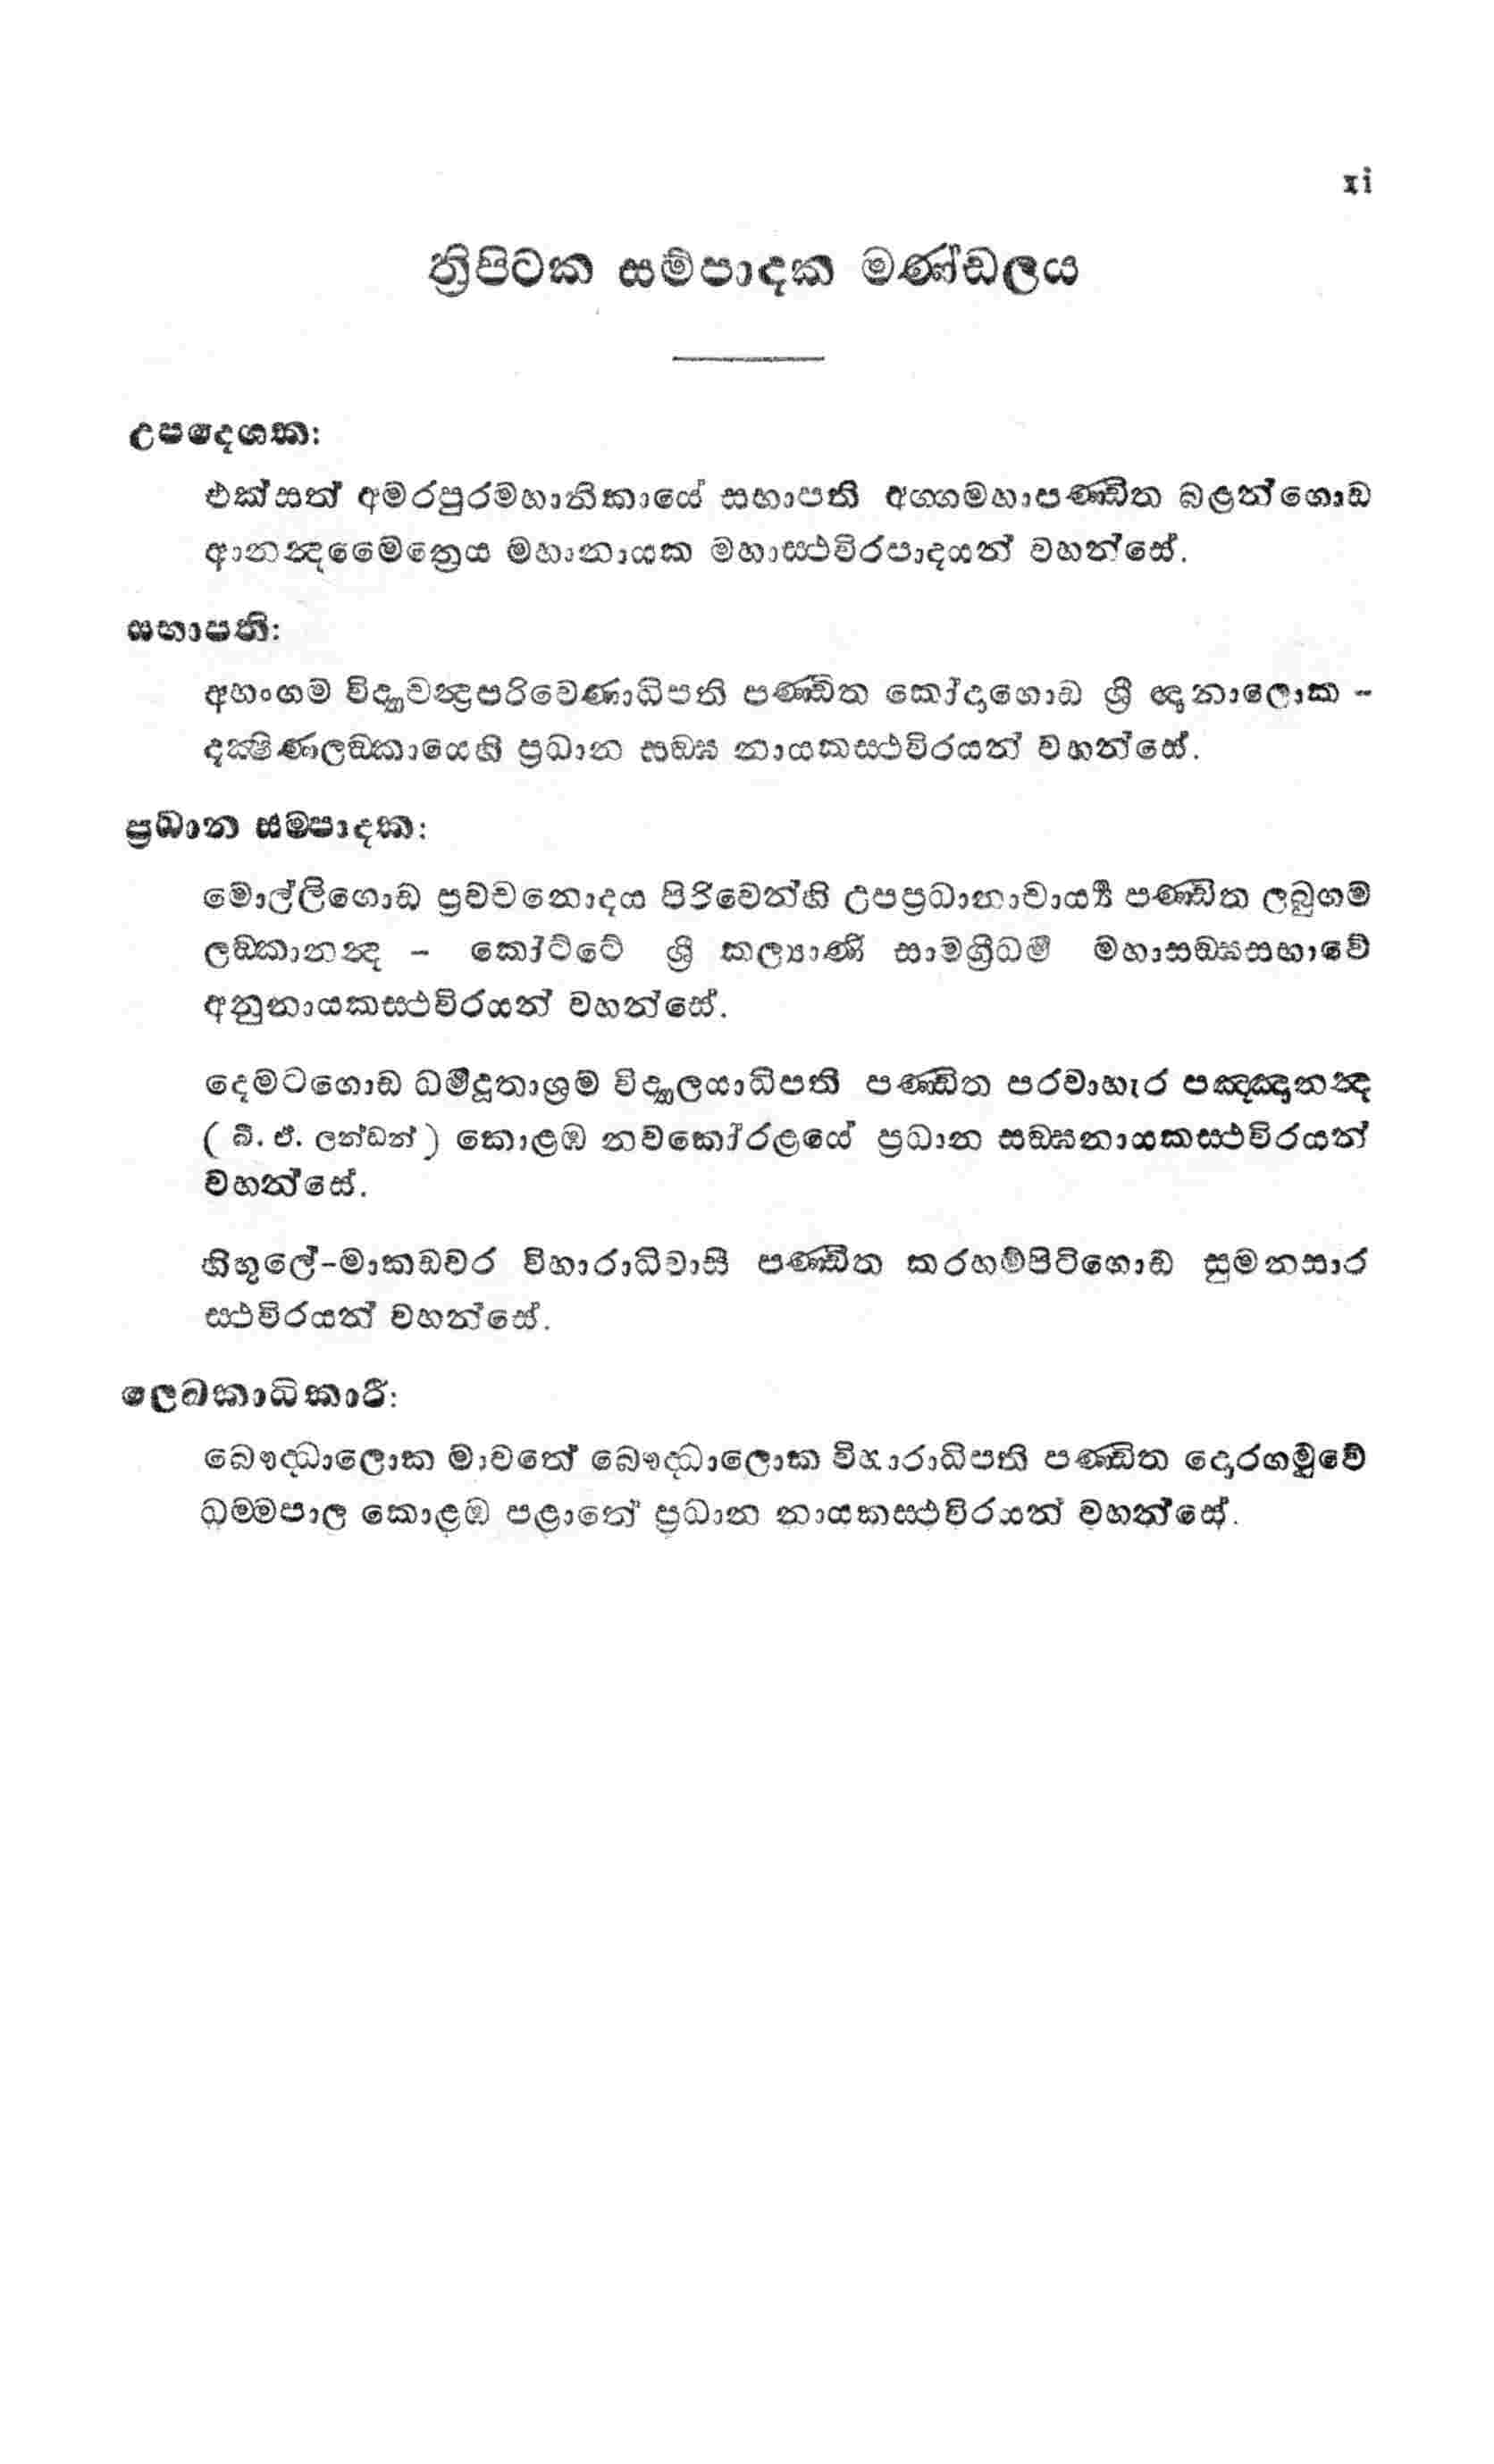 xi
ත්‍රිපිටක සම්පාදක මණ්ඩලය
උපදෙශක:
එක්සත් අමරපුරමහානිකායේ සභාපති අග්ගමහාපණ්ඩිත බළන්ගොඩ
ආනන්‍දමෛත්‍රෙය මහානායක මහාස්ථවිරපාදයන් වහන්සේ.
සභාපති:
අහංගම විද්‍යාචන්‍ද්‍රපරිවෙණාධිපති පණ්ඩිත කෝදාගොඩ ශ්‍රී ඤානාලොක -
දක්‍ෂිණලඞ්කායෙහි ප්‍රධාන සඞ්ඝ නායකස්ථවිරයන් වහන්සේ.
ප්‍රධාන සම්පාදක:
මොල්ලිගොඩ ප්‍රවචනොදය පිරිවෙන්හි උපප්‍රධානාචාර්‍ය්‍ය පණ්ඩිත ලබුගම
ලඞ්කානන්‍ද - කෝට්ටේ ශ්‍රී කල්‍යාණි සාමග්‍රීධර්‍ම මහාසඞ්ඝසභාවේ
අනුනායකස්ථවිරයන් වහන්සේ.
දෙමටගොඩ ධර්‍මදූතාශ්‍රම විද්‍යාලයාධිපති පණ්ඩිත පරවාහැර පඤ්ඤානන්‍ද
( බී. ඒ. ලන්ඩන් ) කොළඹ නවකෝරළයේ ප්‍රධාන සඞ්ඝනායකස්ථවිරයන්
වහන්සේ.
හිඟුලේ-මාකඩවර විහාරාධිවාසී පණ්ඩිත කරහම්පිටිගොඩ සුමනසාර
ස්ථවිරයන් වහන්සේ.
ලෙඛකාධිකාරී:
බෞද්ධාලොක මාවතේ බෞද්ධාලොක විහාරාධිපති පණ්ඩිත දොරගමුවේ
ධම්මපාල කොළඹ පළාතේ ප්‍රධාන නායකස්ථවිරයන් වහන්සේ.